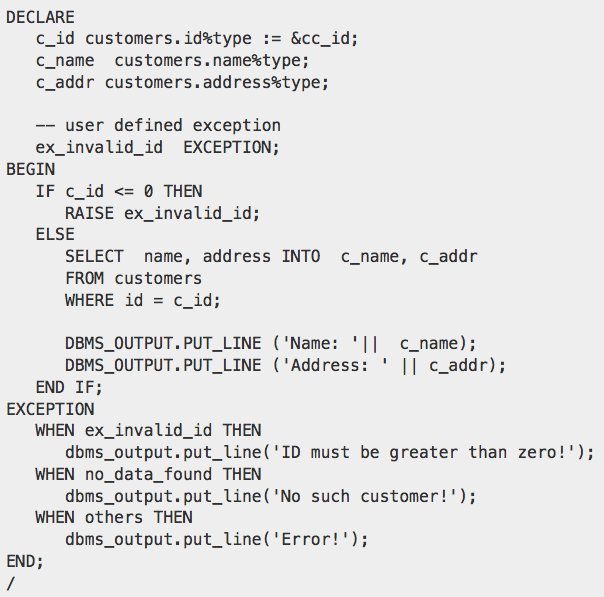 DECLARE
   c_id customers.id%type := &cc_id;
   c_name  customers.name%type;
   c_addr customers.address%type;

   -- user defined exception
   ex_invalid_id  EXCEPTION;
BEGIN
   IF c_id <= 0 THEN
      RAISE ex_invalid_id;
   ELSE
      SELECT  name, address INTO  c_name, c_addr
      FROM customers
      WHERE id = c_id;

      DBMS_OUTPUT.PUT_LINE ('Name: '||  c_name);
      DBMS_OUTPUT.PUT_LINE ('Address: ' || c_addr);
   END IF;
EXCEPTION
   WHEN ex_invalid_id THEN
      dbms_output.put_line('ID must be greater than zero!');
   WHEN no_data_found THEN
      dbms_output.put_line('No such customer!');
   WHEN others THEN
      dbms_output.put_line('Error!');
END;
/